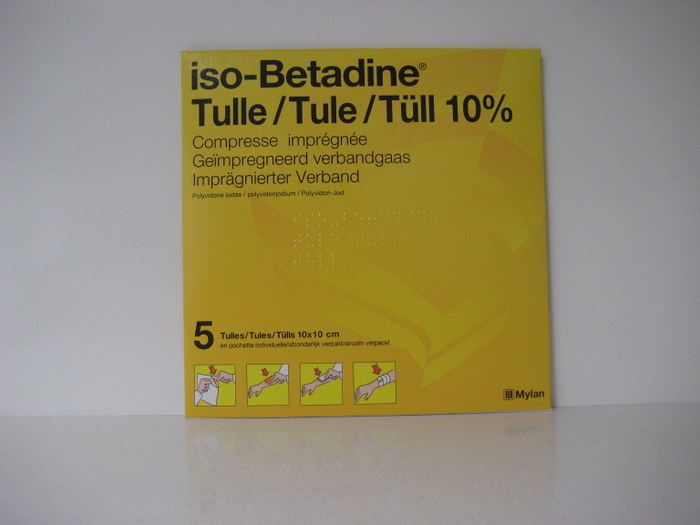 iso-Betadine®
Tulle / Tule / Tüll 10%
Compresse imprégnée
Geïmpregneerd verbandgaas
Imprägnierter Verband
Polyvidone iodée / polyvidonjodium / Polyvidon-Jod
5 Tulles/Tules/Tülls 10x10 cm
en pochette individuelle/afzonderlijk verpakt/einzeln verpackt
Mylan